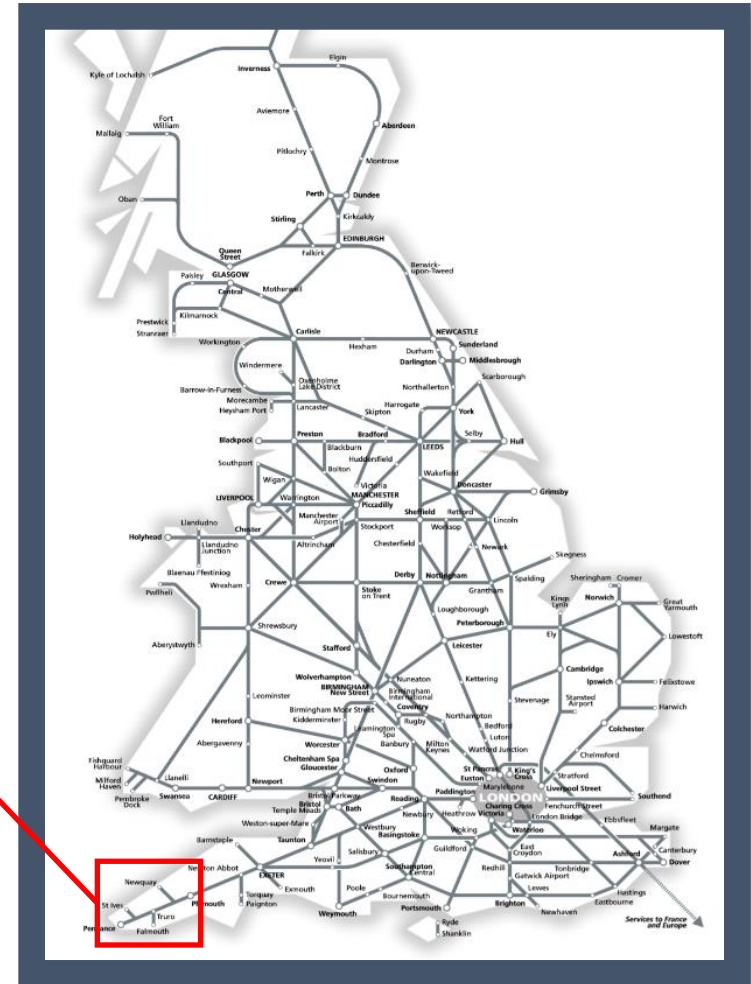 Kyle of Lochalsh
Inverness
Elgin
Aviemore
Aberdeen
Fort
William
Mallaig
Pitlochry
Montrose
Oban
Perth
Dundee
Stirling
Kirkcaldy
Queen
Street
Falkirk
EDINBURGH
Berwick-
upon-Tweed
Paisley
GLASGOW
Central
Motherwell
Prestwick
Kilmarnock
Stranraer
Carlisle
NEWCASTLE
Workington
Hexham
Sunderland
Durham
Darlington
Middlesbrough
Windermere
Scarborough
Oxenholme
Lake District
Barrow-in-Furness
Northallerton
Morecambe
Heysham Port
Lancaster
Harrogate
York
Skipton
Blackpool
Preston
Bradford
Selby
Hull
Blackburn
LEEDS
Southport
Huddersfield
Bolton
Wakefield
Wigan
Victoria
Doncaster
LIVERPOOL
Warrington
MANCHESTER
Piccadilly
Grimsby
Manchester
Airport
Sheffield
Retford
Lincoln
Llandudno
Stockport
Worksop
Holyhead
Chester
Llandudno
Junction
Altrincham
Chesterfield
Newark
Skegness
Blaenau Ffestiniog
Wrexham
Crewe
Stoke
on Trent
Derby
Nottingham
Grantham
Spalding
Sheringham
Cromer
Pwllheli
Loughborough
Kings
Lynn
Norwich
Great
Yarmouth
Aberystwyth
Shrewsbury
Peterborough
Ely
Lowestoft
Stafford
Leicester
Wolverhampton
Cambridge
BIRMINGHAM
New Street
Nuneaton
Birmingham
International
Kettering
Ipswich
Felixstowe
Leominster
Birmingham Moor Street
Coventry
Stevenage
Stansted
Airport
Harwich
Hereford
Kidderminster
Rugby
Northampton
Leamington
Spa
Bedford
Colchester
Abergavenny
Worcester
Banbury
Milton
Keynes
Luton
Watford Junction
Chelmsford
Fishguard
Harbour
Cheltenham Spa
Gloucester
Oxford
St Pancras
King's
Cross
Stratford
Milford
Haven
Llanelli
Newport
Swindon
Euston
Marylebone
Liverpool Street
Pembroke
Dock
Swansea
CARDIFF
Bristol Parkway
Reading
Paddington
LONDON
Fenchurch Street
Southend
Bristol
Temple Meads
Bath
Newbury
Heathrow
Victoria
Charing Cross
London Bridge
Ebbsfleet
Weston-super-Mare
Westbury
Basingstoke
Woking
Waterloo
Margate
Barnstaple
Taunton
Salisbury
Guildford
East
Croydon
Canterbury
Newton Abbot
Yeovil
Southampton
Central
Redhill
Gatwick Airport
Tonbridge
Ashford
Dover
EXETER
Newquay
Exmouth
Poole
Bournemouth
Lewes
Hastings
Eastbourne
St Ives
Plymouth
Torquay
Paignton
Weymouth
Portsmouth
Brighton
Newhaven
Truro
Penzance
Falmouth
Ryde
Shanklin
Services to France
and Europe